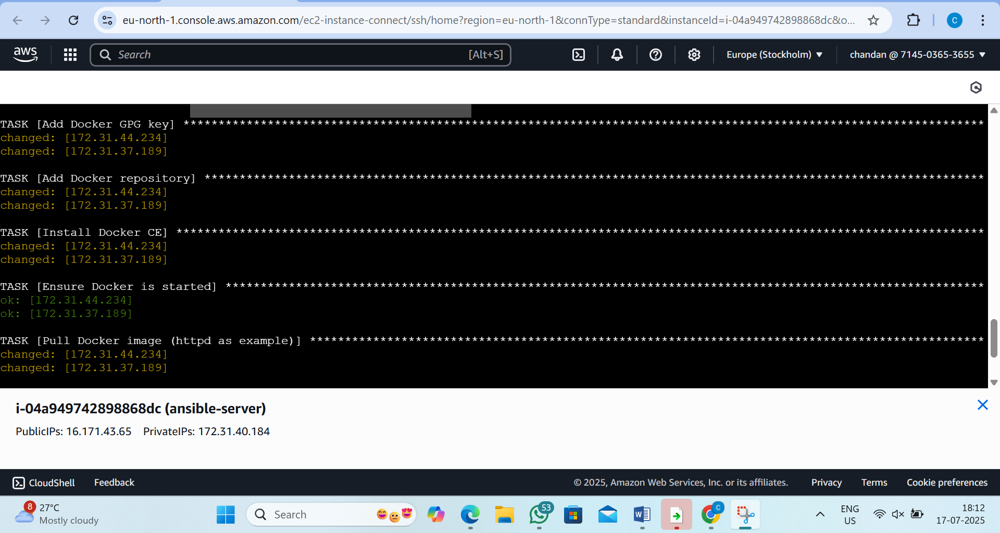 eu-north-1.console.aws.amazon.com/ec2-instance-connect/ssh/home?region=eu-north-1&connType=standard&instanceId=i-04a949742898868dc&o...
C
aws
Search
[Alt+S]
Europe (Stockholm)
chandan @ 7145-0365-3655
TASK [Add Docker GPG key] ******************************************************************************************************************
changed: [172.31.44.234]
changed: [172.31.37.189]
TASK [Add Docker repository] ***************************************************************************************************************
changed: [172.31.44.234]
changed: [172.31.37.189]
TASK [Install Docker CE] *******************************************************************************************************************
changed: [172.31.44.234]
changed: [172.31.37.189]
TASK [Ensure Docker is started] ************************************************************************************************************
ok: [172.31.44.234]
ok: [172.31.37.189]
TASK [Pull Docker image (httpd as example)] ************************************************************************************************
changed: [172.31.44.234]
changed: [172.31.37.189]
i-04a949742898868dc (ansible-server)
PublicIPs: 16.171.43.65 PrivateIPs: 172.31.40.184
CloudShell
Feedback
© 2025, Amazon Web Services, Inc. or its affiliates.
Privacy
Terms
Cookie preferences
8
27°C
Mostly cloudy
Search
53
W
C
ENG
US
18:12
17-07-2025